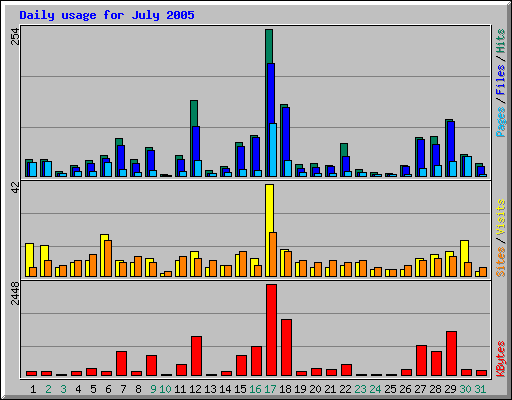 Daily usage for July 2005
254
Pages / Files / Hits
42
Sites / Visits
2448
KBytes
1 2 3 4 5 6 7 8 9 10 11 12 13 14 15 16 17 18 19 20 21 22 23 24 25 26 27 28 29 30 31